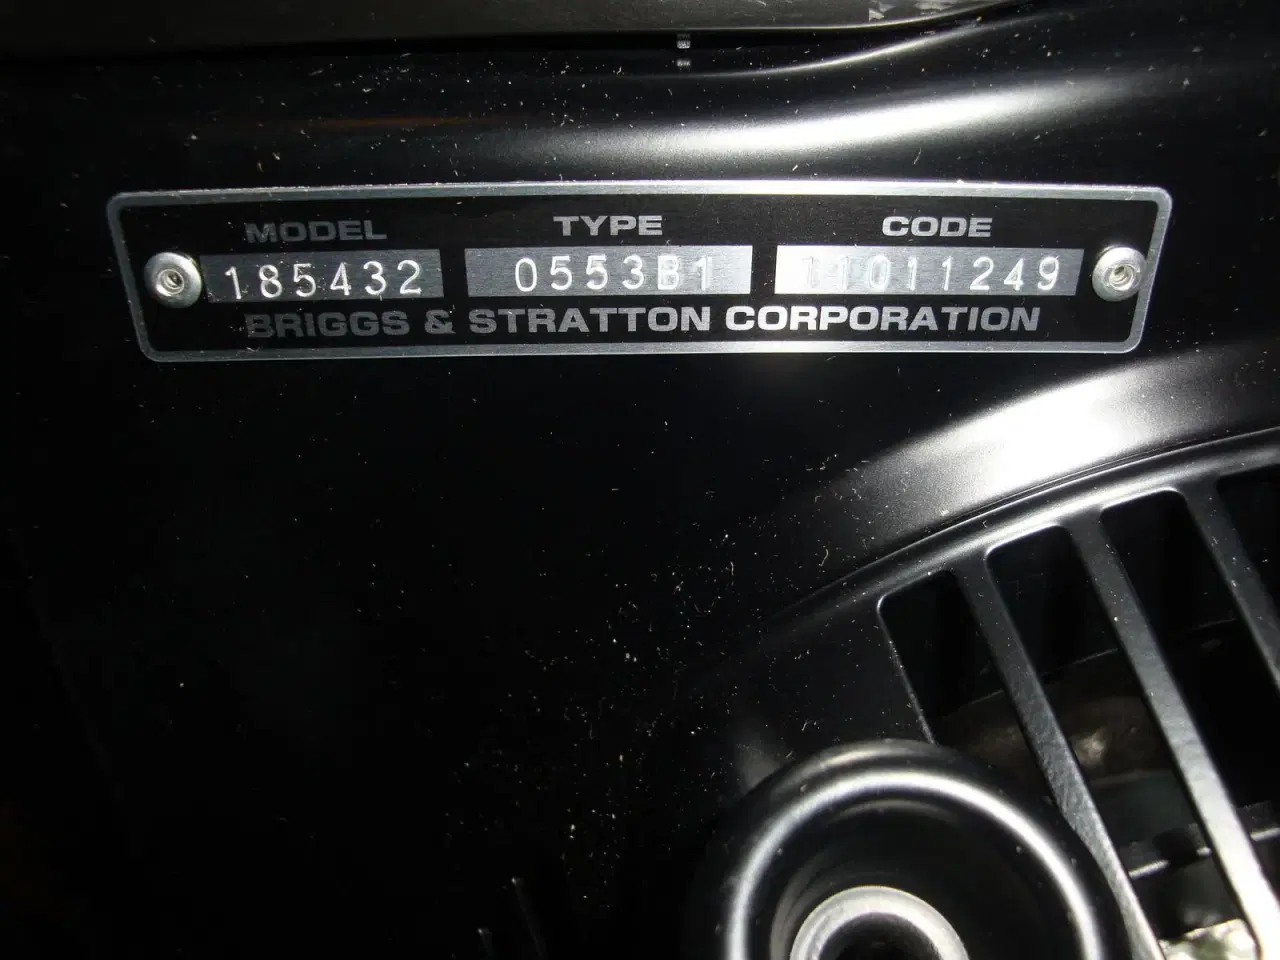 MODEL TYPE CODE
185432 0553B1 11011249
BRIGGS & STRATTON CORPORATION